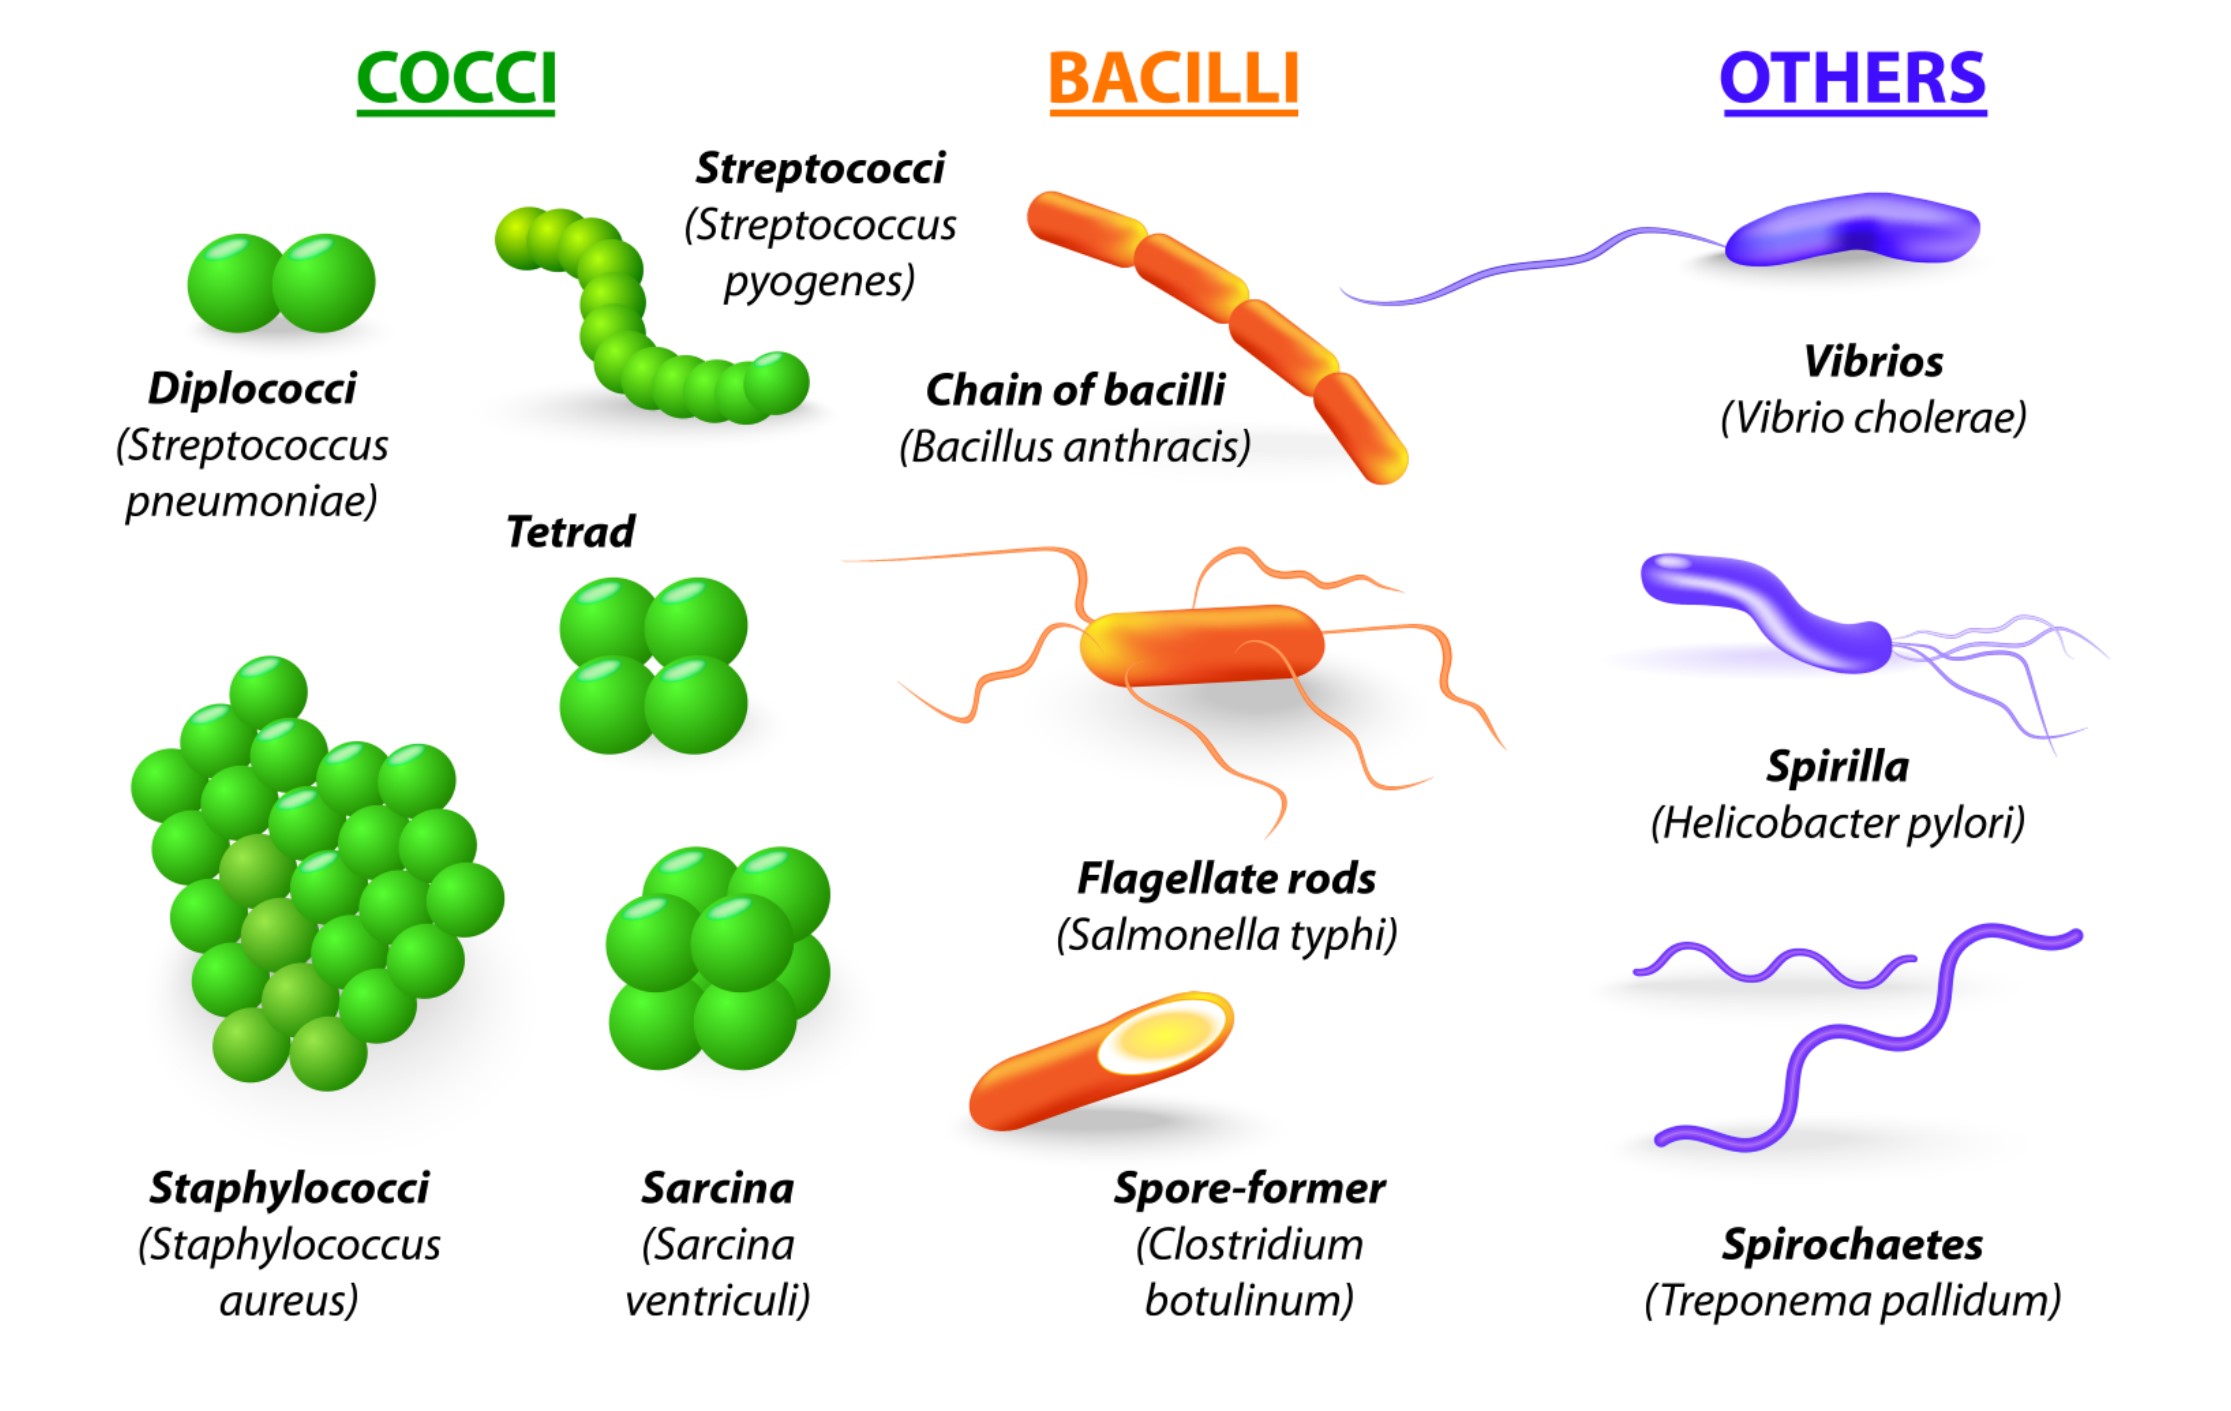 COCCI
Diplococci
(Streptococcus
pneumoniae)
Streptococci
(Streptococcus
pyogenes)
Tetrad
Staphylococci
(Staphylococcus
aureus)
Sarcina
(Sarcina
ventriculi)
BACILLI
Chain of bacilli
(Bacillus anthracis)
Flagellate rods
(Salmonella typhi)
Spore-former
(Clostridium
botulinum)
OTHERS
Vibrios
(Vibrio cholerae)
Spirilla
(Helicobacter pylori)
Spirochaetes
(Treponema pallidum)